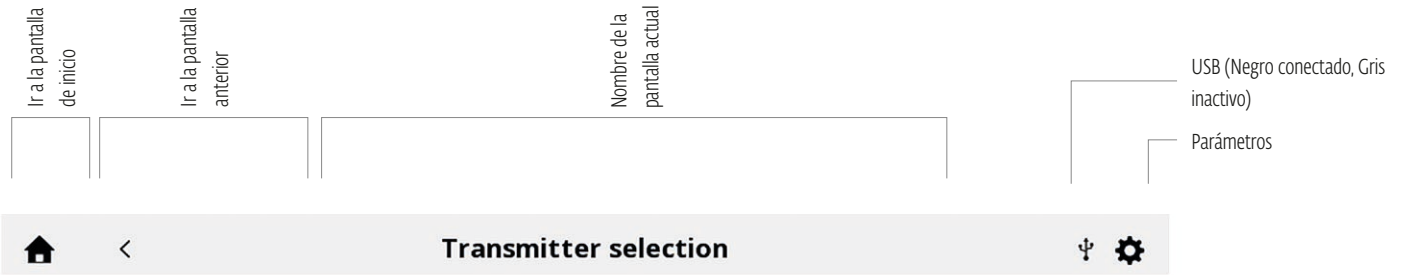 Ir a la pantalla
de inicio
Ir a la pantalla
anterior
Nombre de la
pantalla actual
USB (Negro conectado, Gris
inactivo)
Parámetros
Transmitter selection